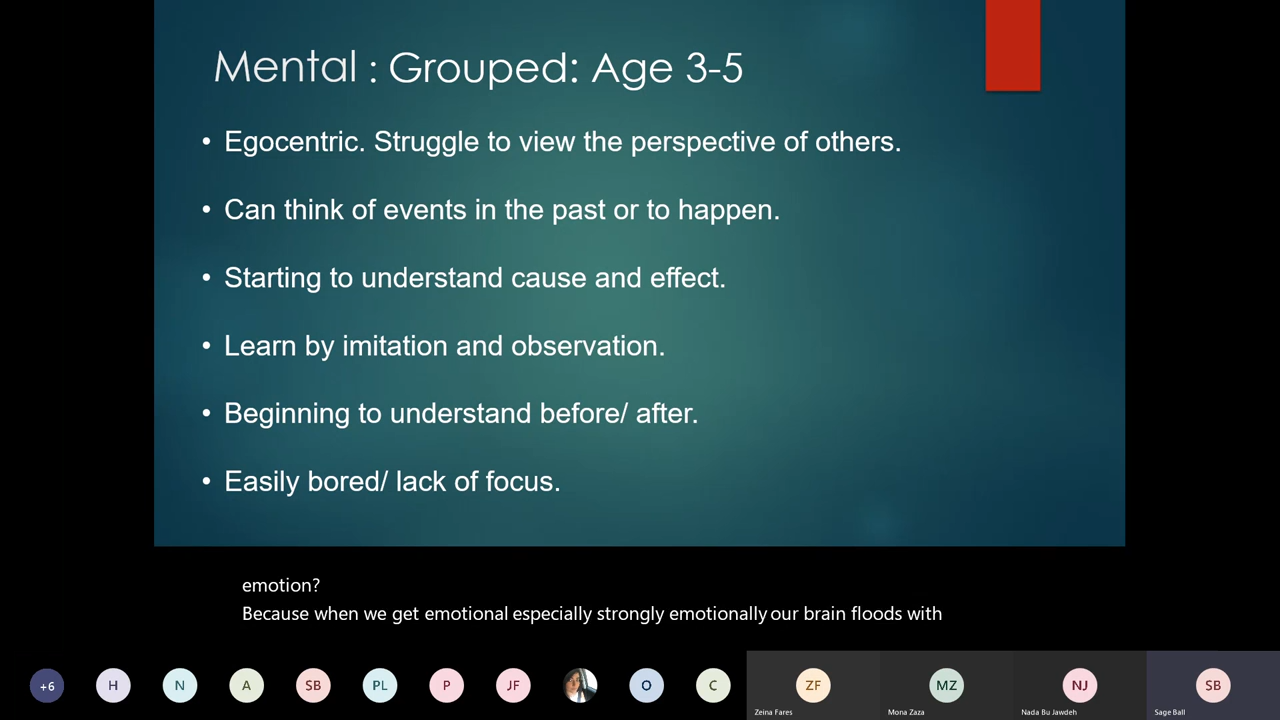 Mental : Grouped: Age 3-5
• Egocentric. Struggle to view the perspective of others.
• Can think of events in the past or to happen.
• Starting to understand cause and effect.
• Learn by imitation and observation.
• Beginning to understand before/ after.
• Easily bored/ lack of focus.
emotion?
Because when we get emotional especially strongly emotionally our brain floods with
+6 H N A SB PL P JF O C ZF MZ NJ SB
Zeina Fares Mona Zaza Nada Bu Jawdeh Sage Ball